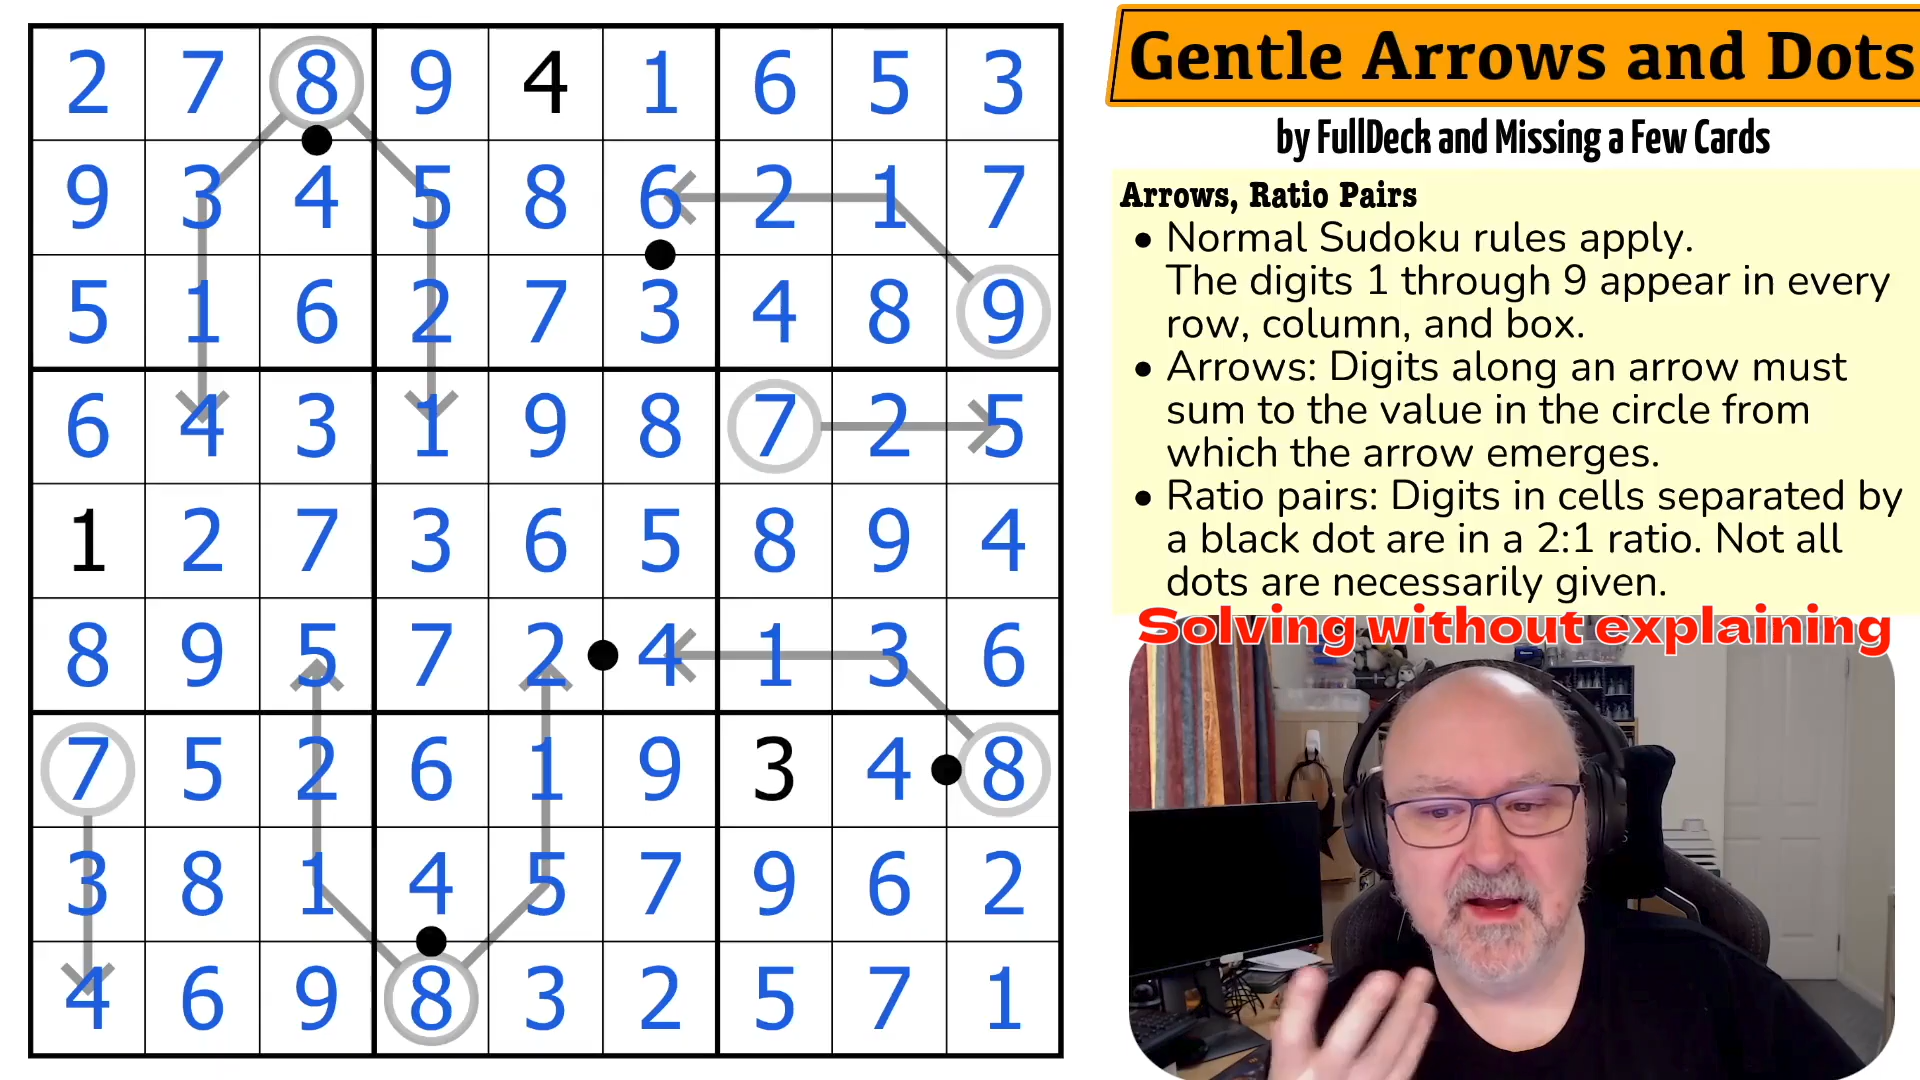 Gentle Arrows and Dots
by FullDeck and Missing a Few Cards
Arrows, Ratio Pairs
• Normal Sudoku rules apply.
The digits 1 through 9 appear in every
row, column, and box.
• Arrows: Digits along an arrow must
sum to the value in the circle from
which the arrow emerges.
• Ratio pairs: Digits in cells separated by
a black dot are in a 2:1 ratio. Not all
dots are necessarily given.
Solving without explaining
2 7 8 9 4 1 6 5 3
9 3 4 5 8 6 2 1 7
5 1 6 2 7 3 4 8 9
6 4 3 1 9 8 7 2 5
1 2 7 3 6 5 8 9 4
8 9 5 7 2 4 1 3 6
7 5 2 6 1 9 3 4 8
3 8 1 4 5 7 9 6 2
4 6 9 8 3 2 5 7 1